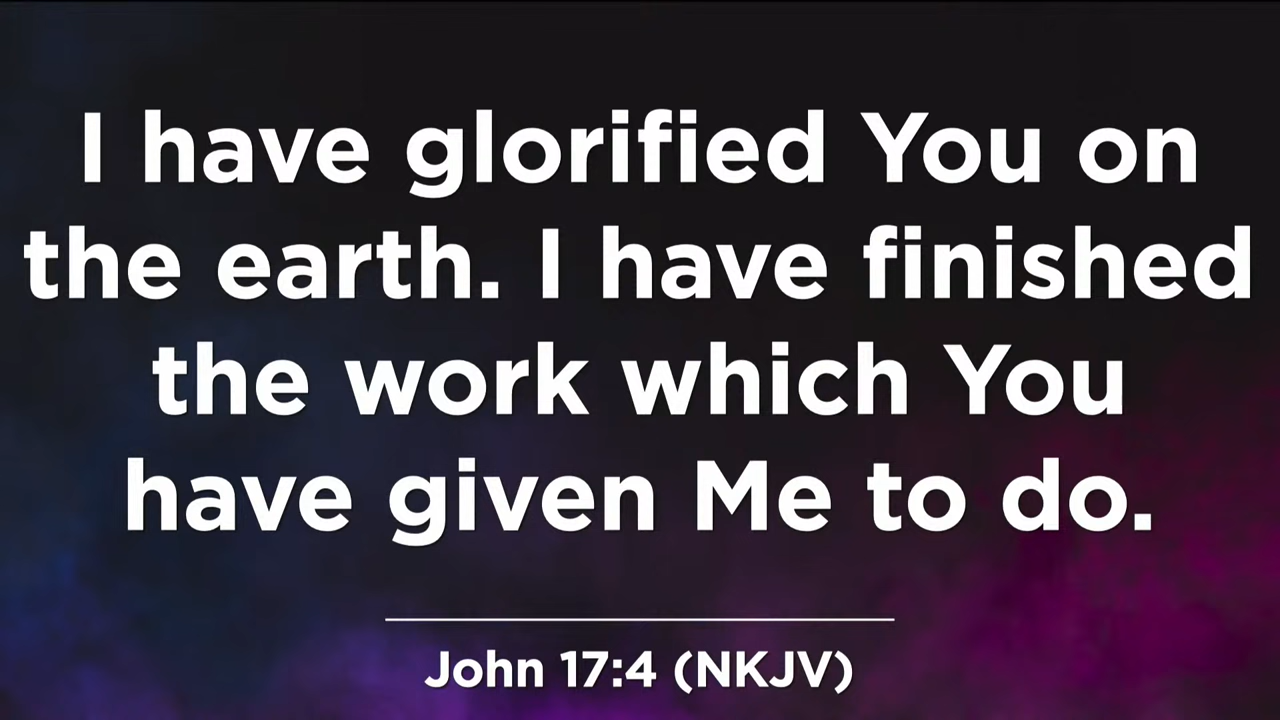 I have glorified You on
the earth. I have finished
the work which You
have given Me to do.
John 17:4 (NKJV)